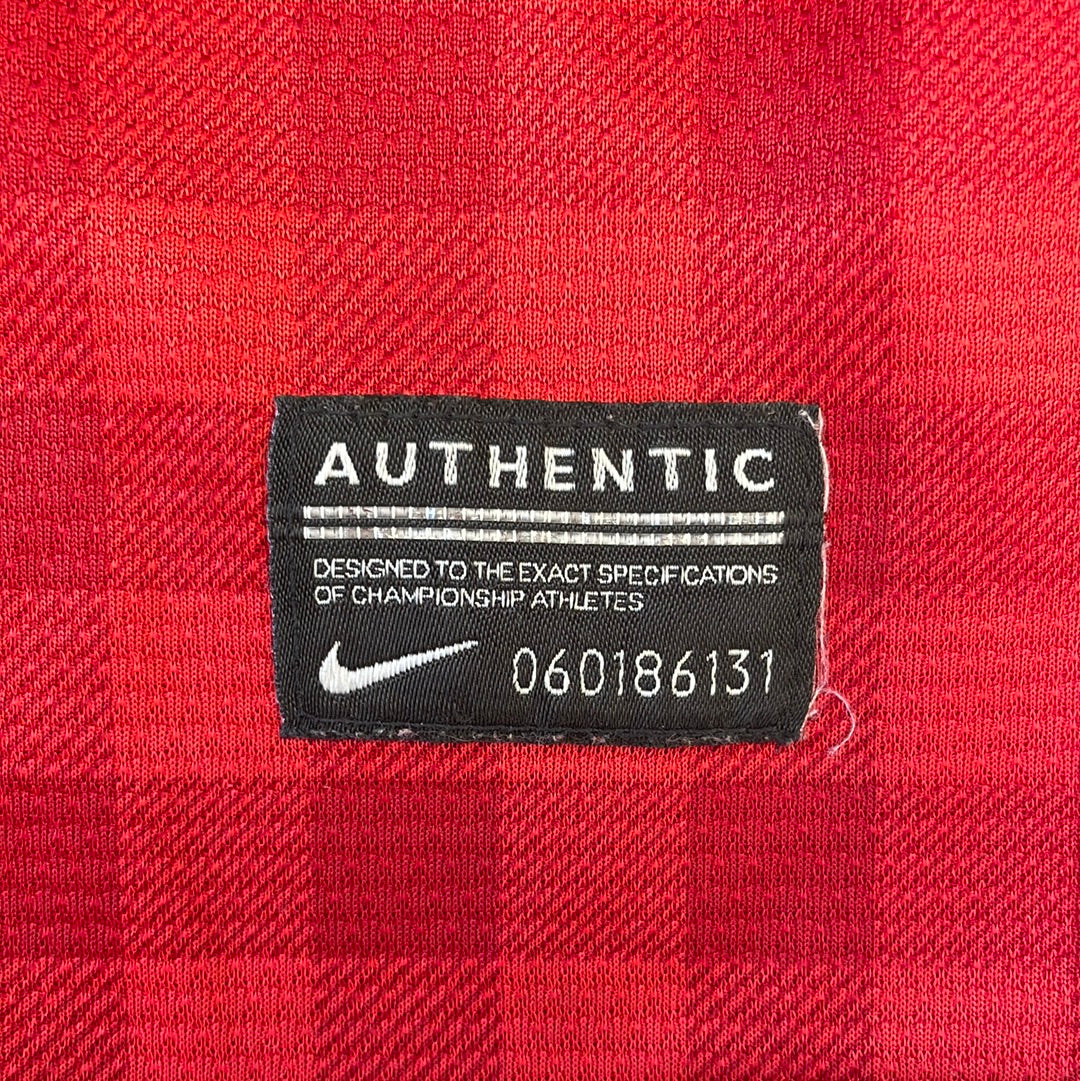 AUTHENTIC
DESIGNED TO THE EXACT SPECIFICATIONS
OF CHAMPIONSHIP ATHLETES
060186131